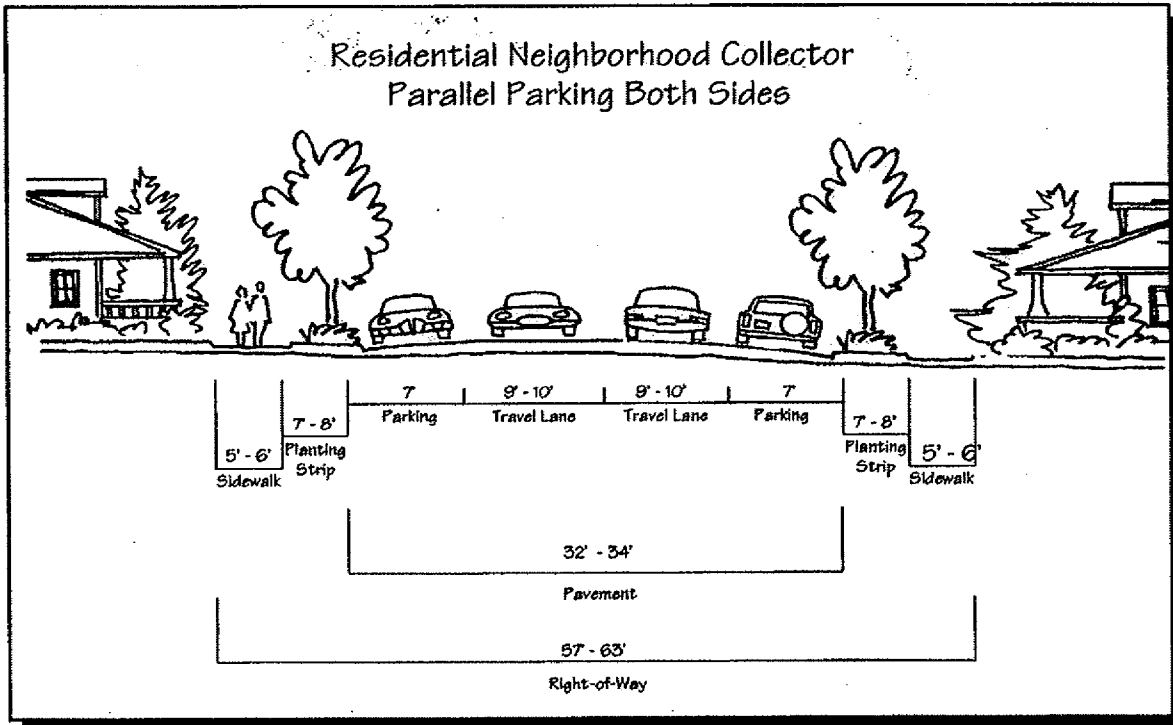 Residential Neighborhood Collector
Parallel Parking Both Sides
7' 9' - 10' 9' - 10' 7'
Parking Travel Lane Travel Lane Parking
7' - 8' 7' - 8'
Planting Strip Planting Strip
5' - 6' 5' - 6'
Sidewalk Sidewalk
32' - 34'
Pavement
57' - 63'
Right-of-Way